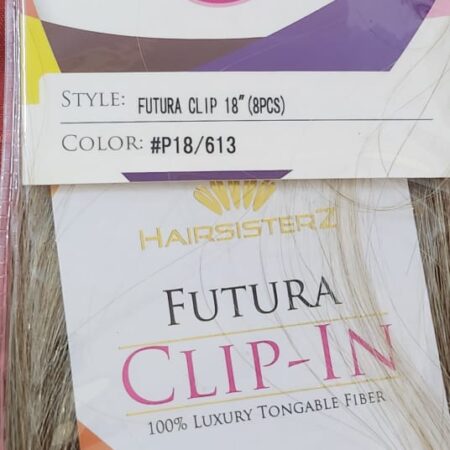 STYLE: FUTURA CLIP 18"(8PCS)
COLOR: #P18/613
HAIRSISTERZ
FUTURA
CLIP-IN
100% LUXURY TONGABLE FIBER